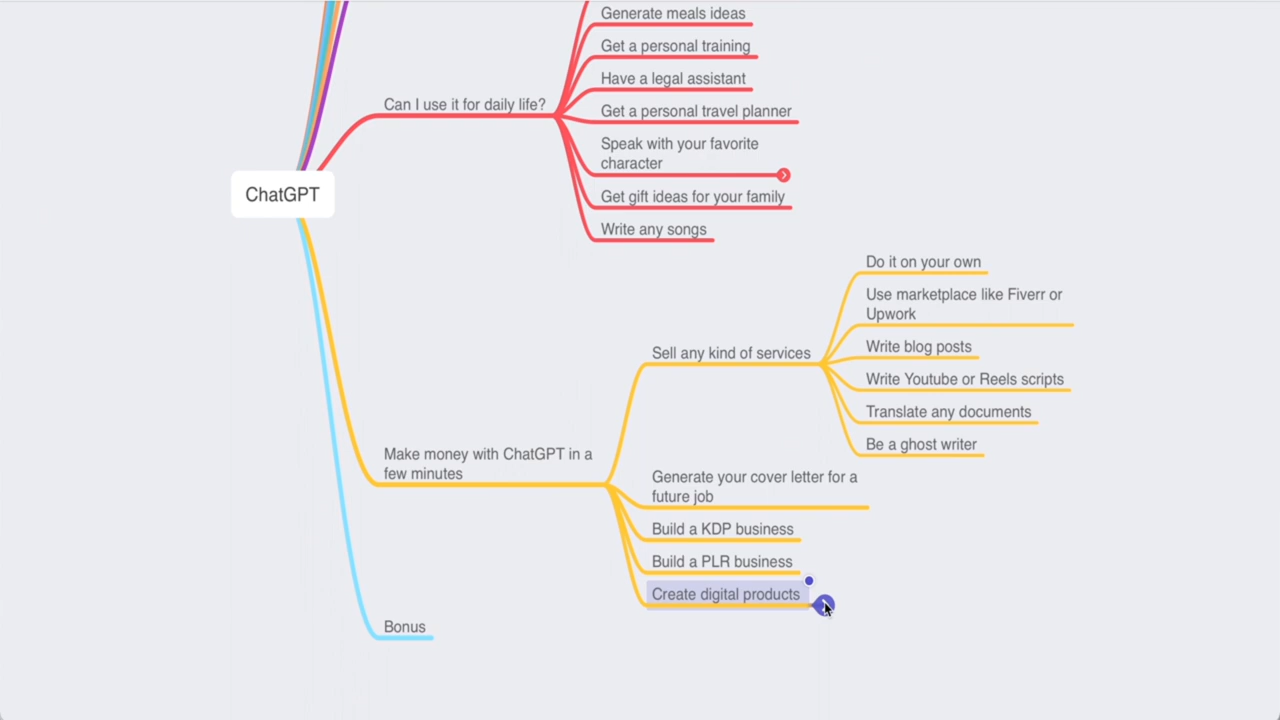 Generate meals ideas
Get a personal training
Have a legal assistant
Can I use it for daily life?
Get a personal travel planner
Speak with your favorite
character
ChatGPT
Get gift ideas for your family
Write any songs
Do it on your own
Use marketplace like Fiverr or
Upwork
Sell any kind of services
Write blog posts
Write Youtube or Reels scripts
Translate any documents
Be a ghost writer
Make money with ChatGPT in a
few minutes
Generate your cover letter for a
future job
Build a KDP business
Build a PLR business
Create digital products
Bonus